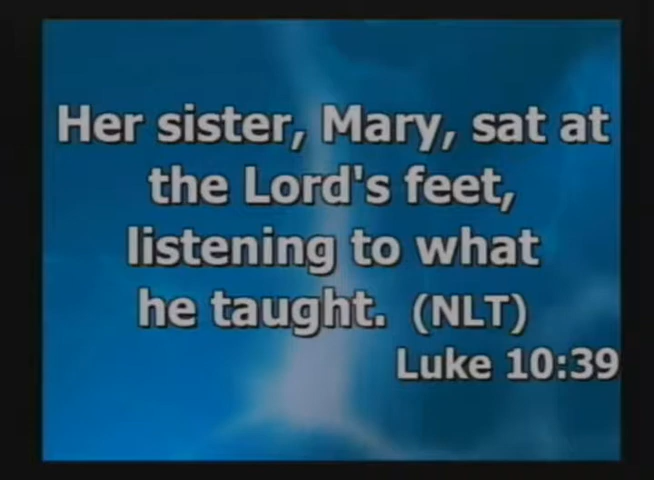 Her sister, Mary, sat at
the Lord's feet,
listening to what
he taught. (NLT)
Luke 10:39